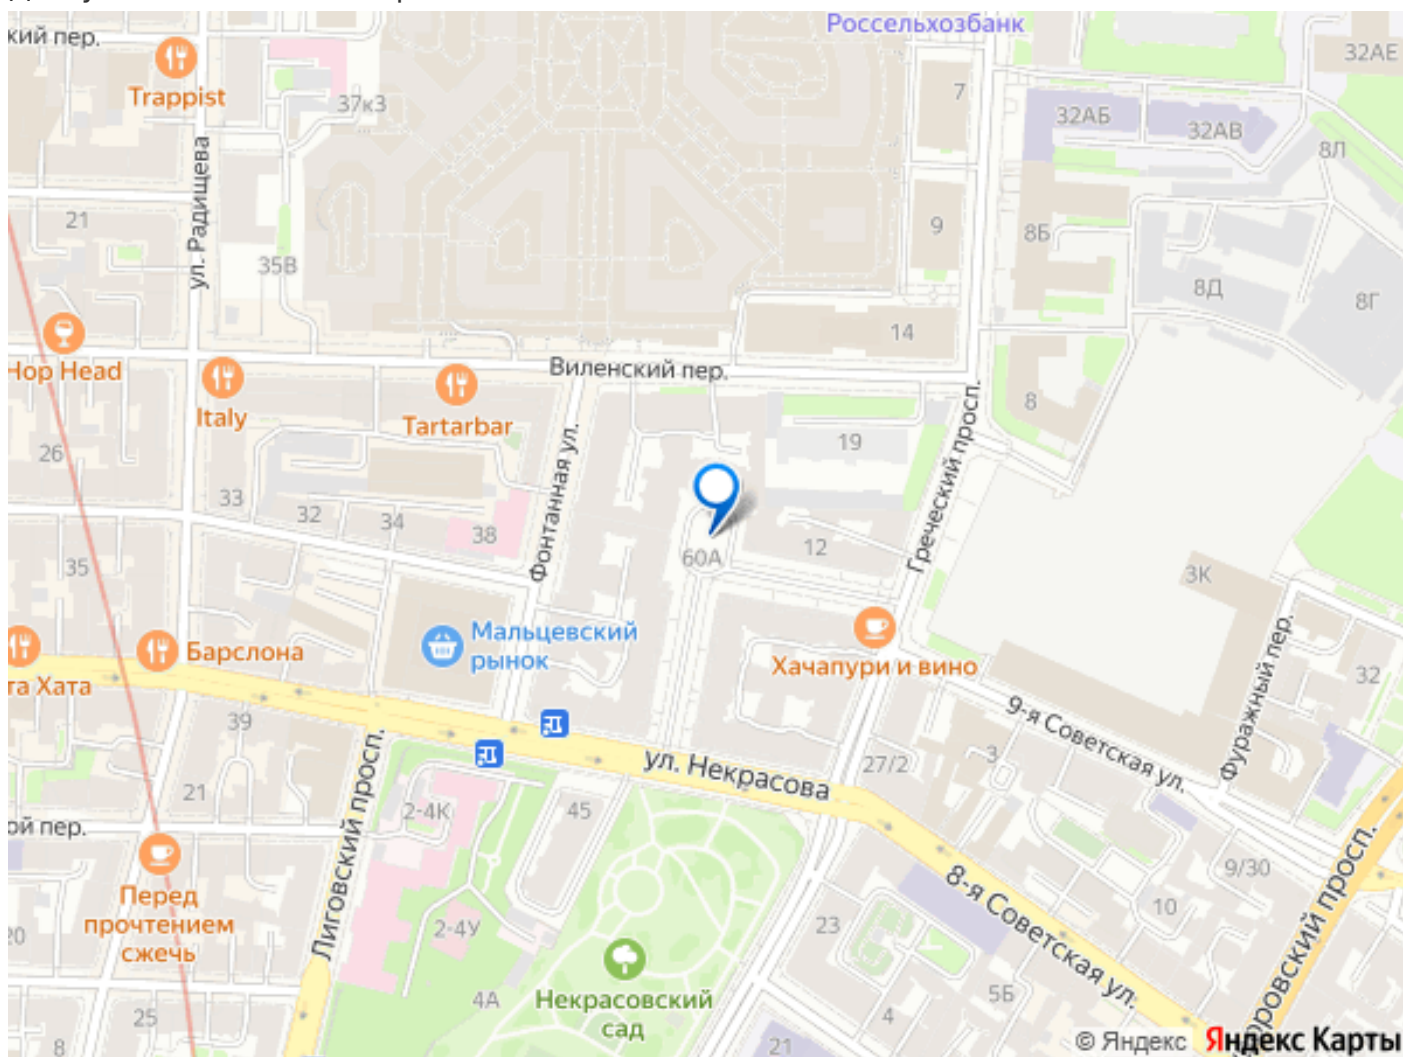 Россельхозбанк
кий пер.
32АЕ
Trappist
7
37к3
32АБ
32АВ
ул. Радищева
8Л
21
9
8Б
35В
8Д
8Г
14
Hop Head
Виленский пер.
Italy
Tartarbar
8
Греческий просп.
19
26
Фонтанная ул.
33
32
34
38
12
60А
35
3К
Мальцевский
рынок
Барслона
Хачапури и вино
та Хата
Фуражный пер.
32
9-я Советская ул.
39
3
ул. Некрасова
27/2
21
2-4К
45
ой пер.
Лиговский просп.
9/30
8-я Советская ул.
Перед
прочтением
сжечь
10
23
2-4У
20
оровский просп.
Некрасовский
сад
4А
5Б
4
25
8
21
© Яндекс Яндекс Карты